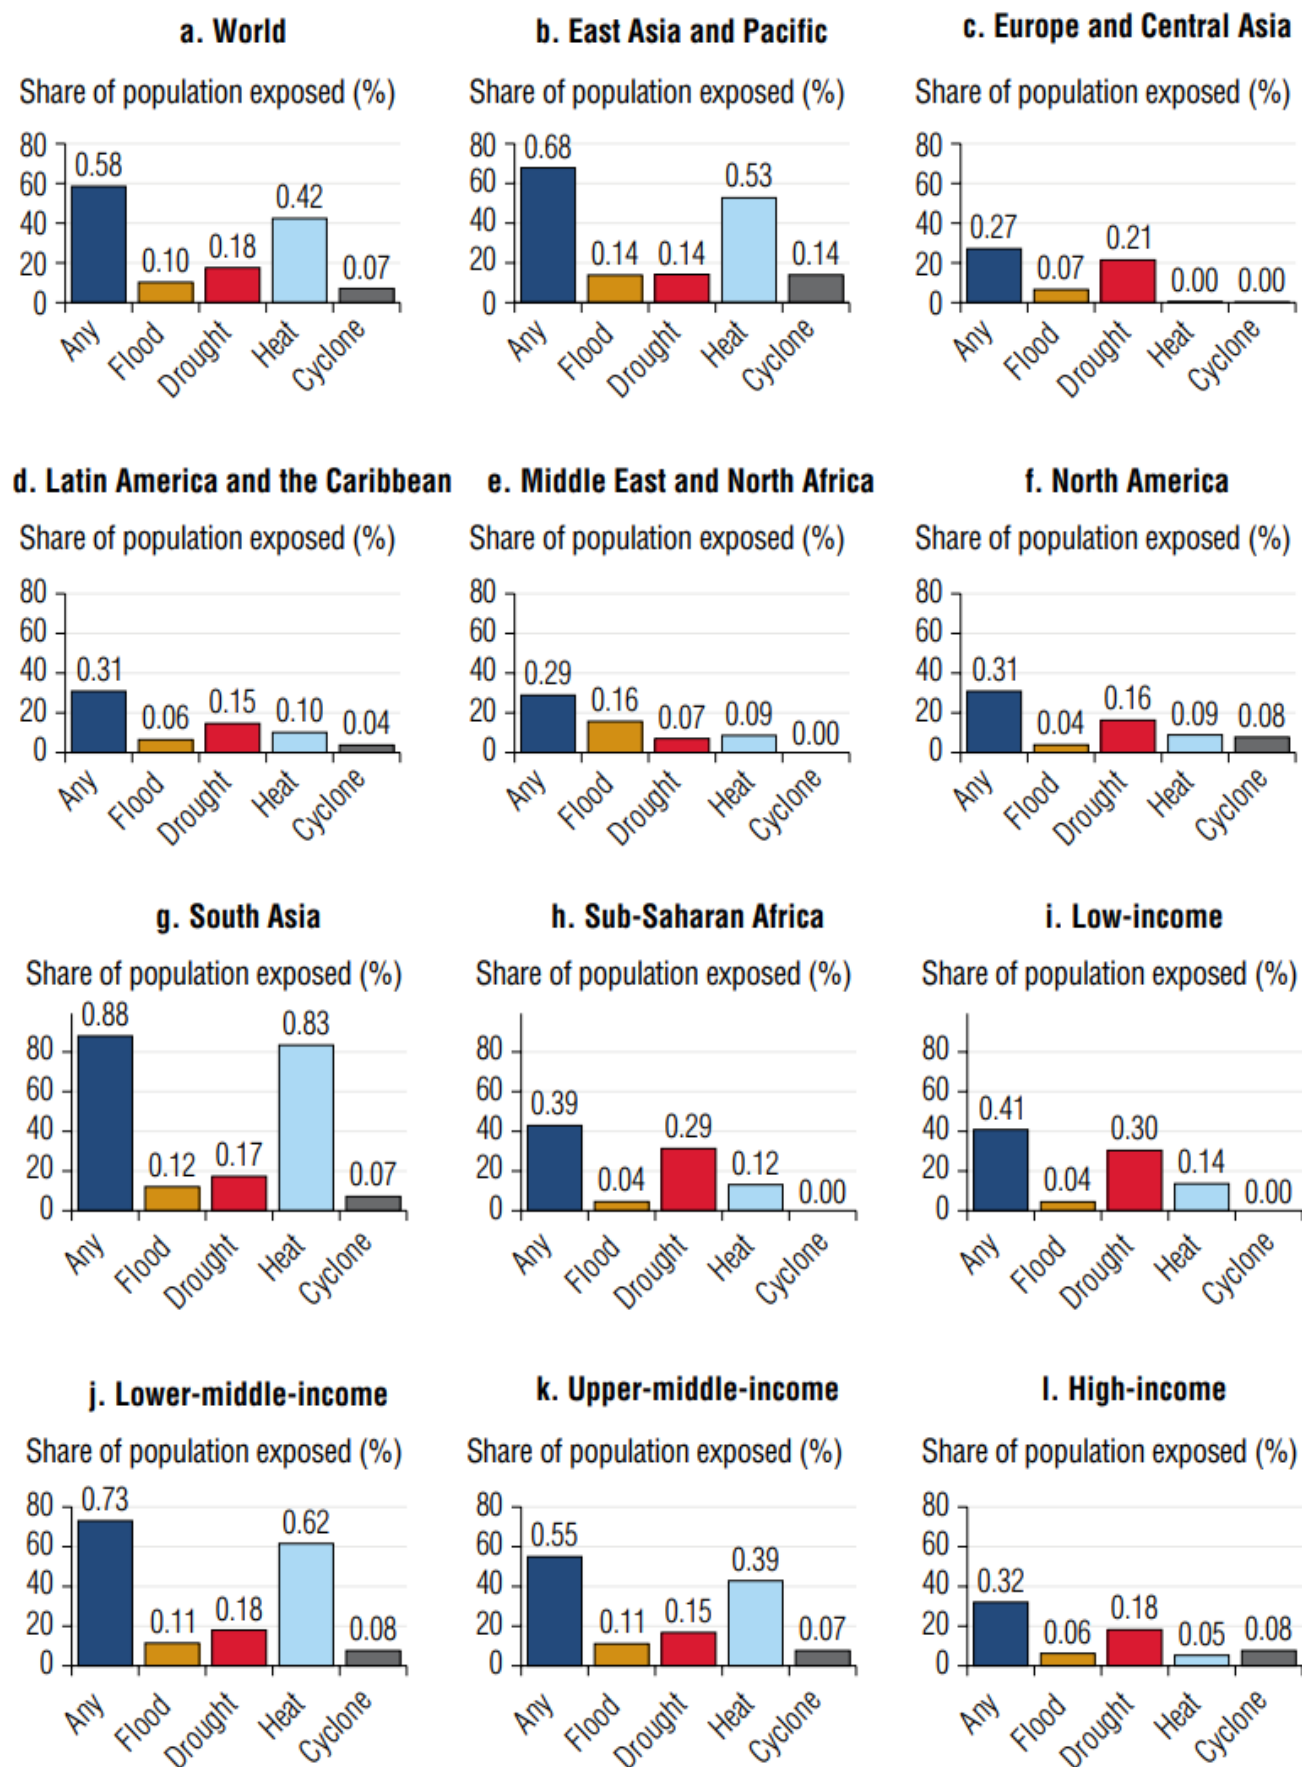 a. World
Share of population exposed (%)
80
60
40
20
0
0.58
0.10
0.18
0.42
0.07
Any
Flood
Drought
Heat
Cyclone
b. East Asia and Pacific
Share of population exposed (%)
80
60
40
20
0
0.68
0.14
0.14
0.53
0.14
Any
Flood
Drought
Heat
Cyclone
c. Europe and Central Asia
Share of population exposed (%)
80
60
40
20
0
0.27
0.07
0.21
0.00
0.00
Any
Flood
Drought
Heat
Cyclone
d. Latin America and the Caribbean
Share of population exposed (%)
80
60
40
20
0
0.31
0.06
0.15
0.10
0.04
Any
Flood
Drought
Heat
Cyclone
e. Middle East and North Africa
Share of population exposed (%)
80
60
40
20
0
0.29
0.16
0.07
0.09
0.00
Any
Flood
Drought
Heat
Cyclone
f. North America
Share of population exposed (%)
80
60
40
20
0
0.31
0.04
0.16
0.09
0.08
Any
Flood
Drought
Heat
Cyclone
g. South Asia
Share of population exposed (%)
80
60
40
20
0
0.88
0.12
0.17
0.83
0.07
Any
Flood
Drought
Heat
Cyclone
h. Sub-Saharan Africa
Share of population exposed (%)
80
60
40
20
0
0.39
0.04
0.29
0.12
0.00
Any
Flood
Drought
Heat
Cyclone
i. Low-income
Share of population exposed (%)
80
60
40
20
0
0.41
0.04
0.30
0.14
0.00
Any
Flood
Drought
Heat
Cyclone
j. Lower-middle-income
Share of population exposed (%)
80
60
40
20
0
0.73
0.11
0.18
0.62
0.08
Any
Flood
Drought
Heat
Cyclone
k. Upper-middle-income
Share of population exposed (%)
80
60
40
20
0
0.55
0.11
0.15
0.39
0.07
Any
Flood
Drought
Heat
Cyclone
l. High-income
Share of population exposed (%)
80
60
40
20
0
0.32
0.06
0.18
0.05
0.08
Any
Flood
Drought
Heat
Cyclone